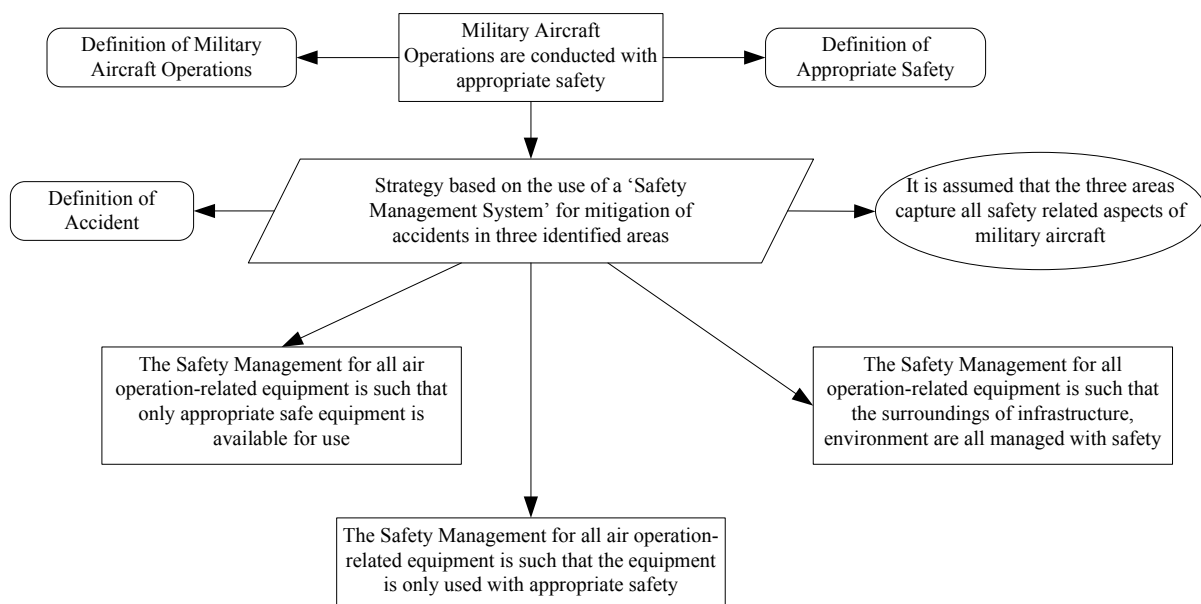 Definition of Military
Aircraft Operations
Military Aircraft
Operations are conducted with
appropriate safety
Definition of
Appropriate Safety
Definition of
Accident
Strategy based on the use of a ‘Safety
Management System’ for mitigation of
accidents in three identified areas
It is assumed that the three areas
capture all safety related aspects of
military aircraft
The Safety Management for all air
operation-related equipment is such that
only appropriate safe equipment is
available for use
The Safety Management for all
operation-related equipment is such that
the surroundings of infrastructure,
environment are all managed with safety
The Safety Management for all air operation-
related equipment is such that the equipment
is only used with appropriate safety